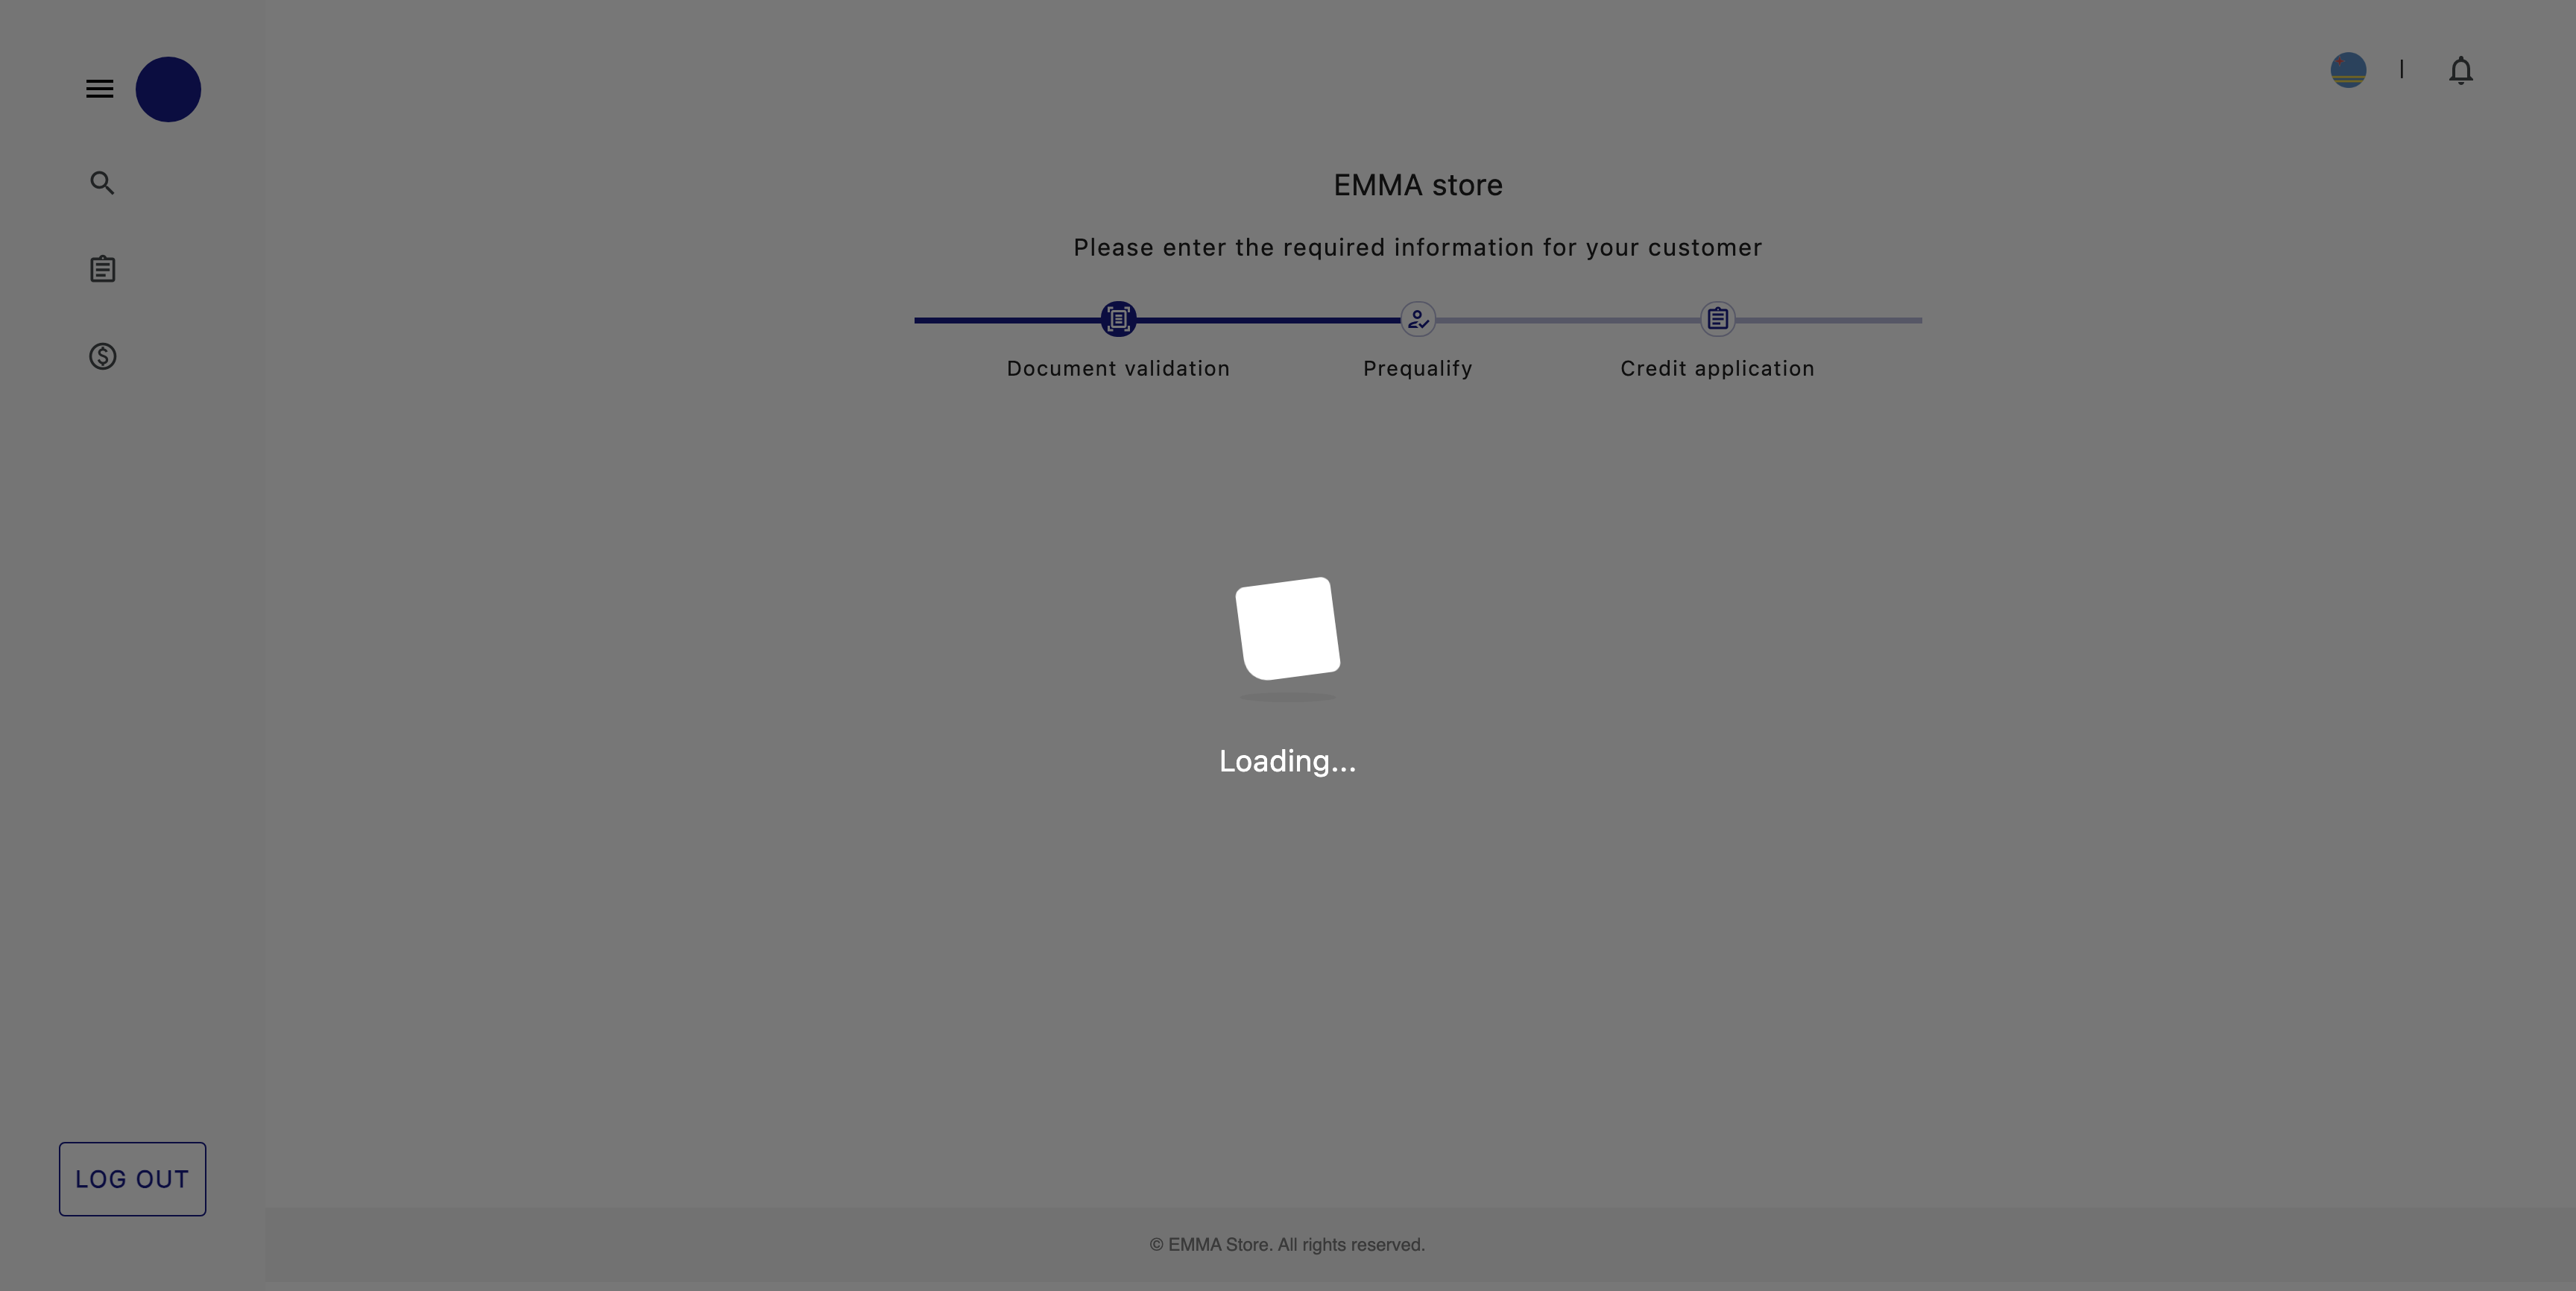 EMMA store
Please enter the required information for your customer
Document validation
Prequalify
Credit application
Loading...
LOG OUT
© EMMA Store. All rights reserved.